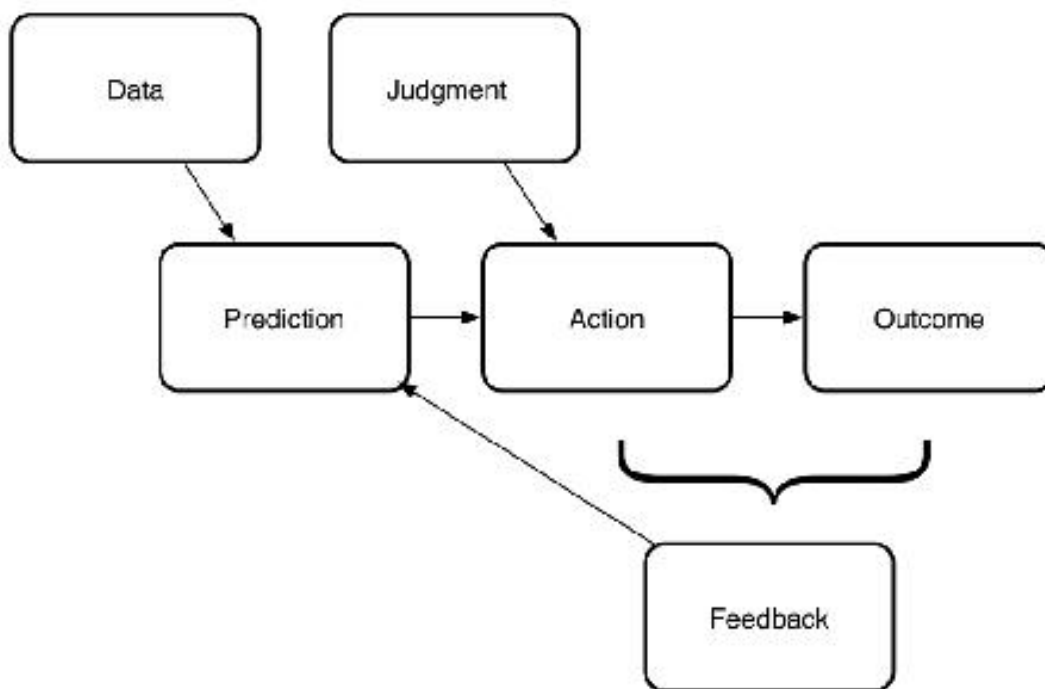 Data
Judgment
Prediction
Action
Outcome
Feedback